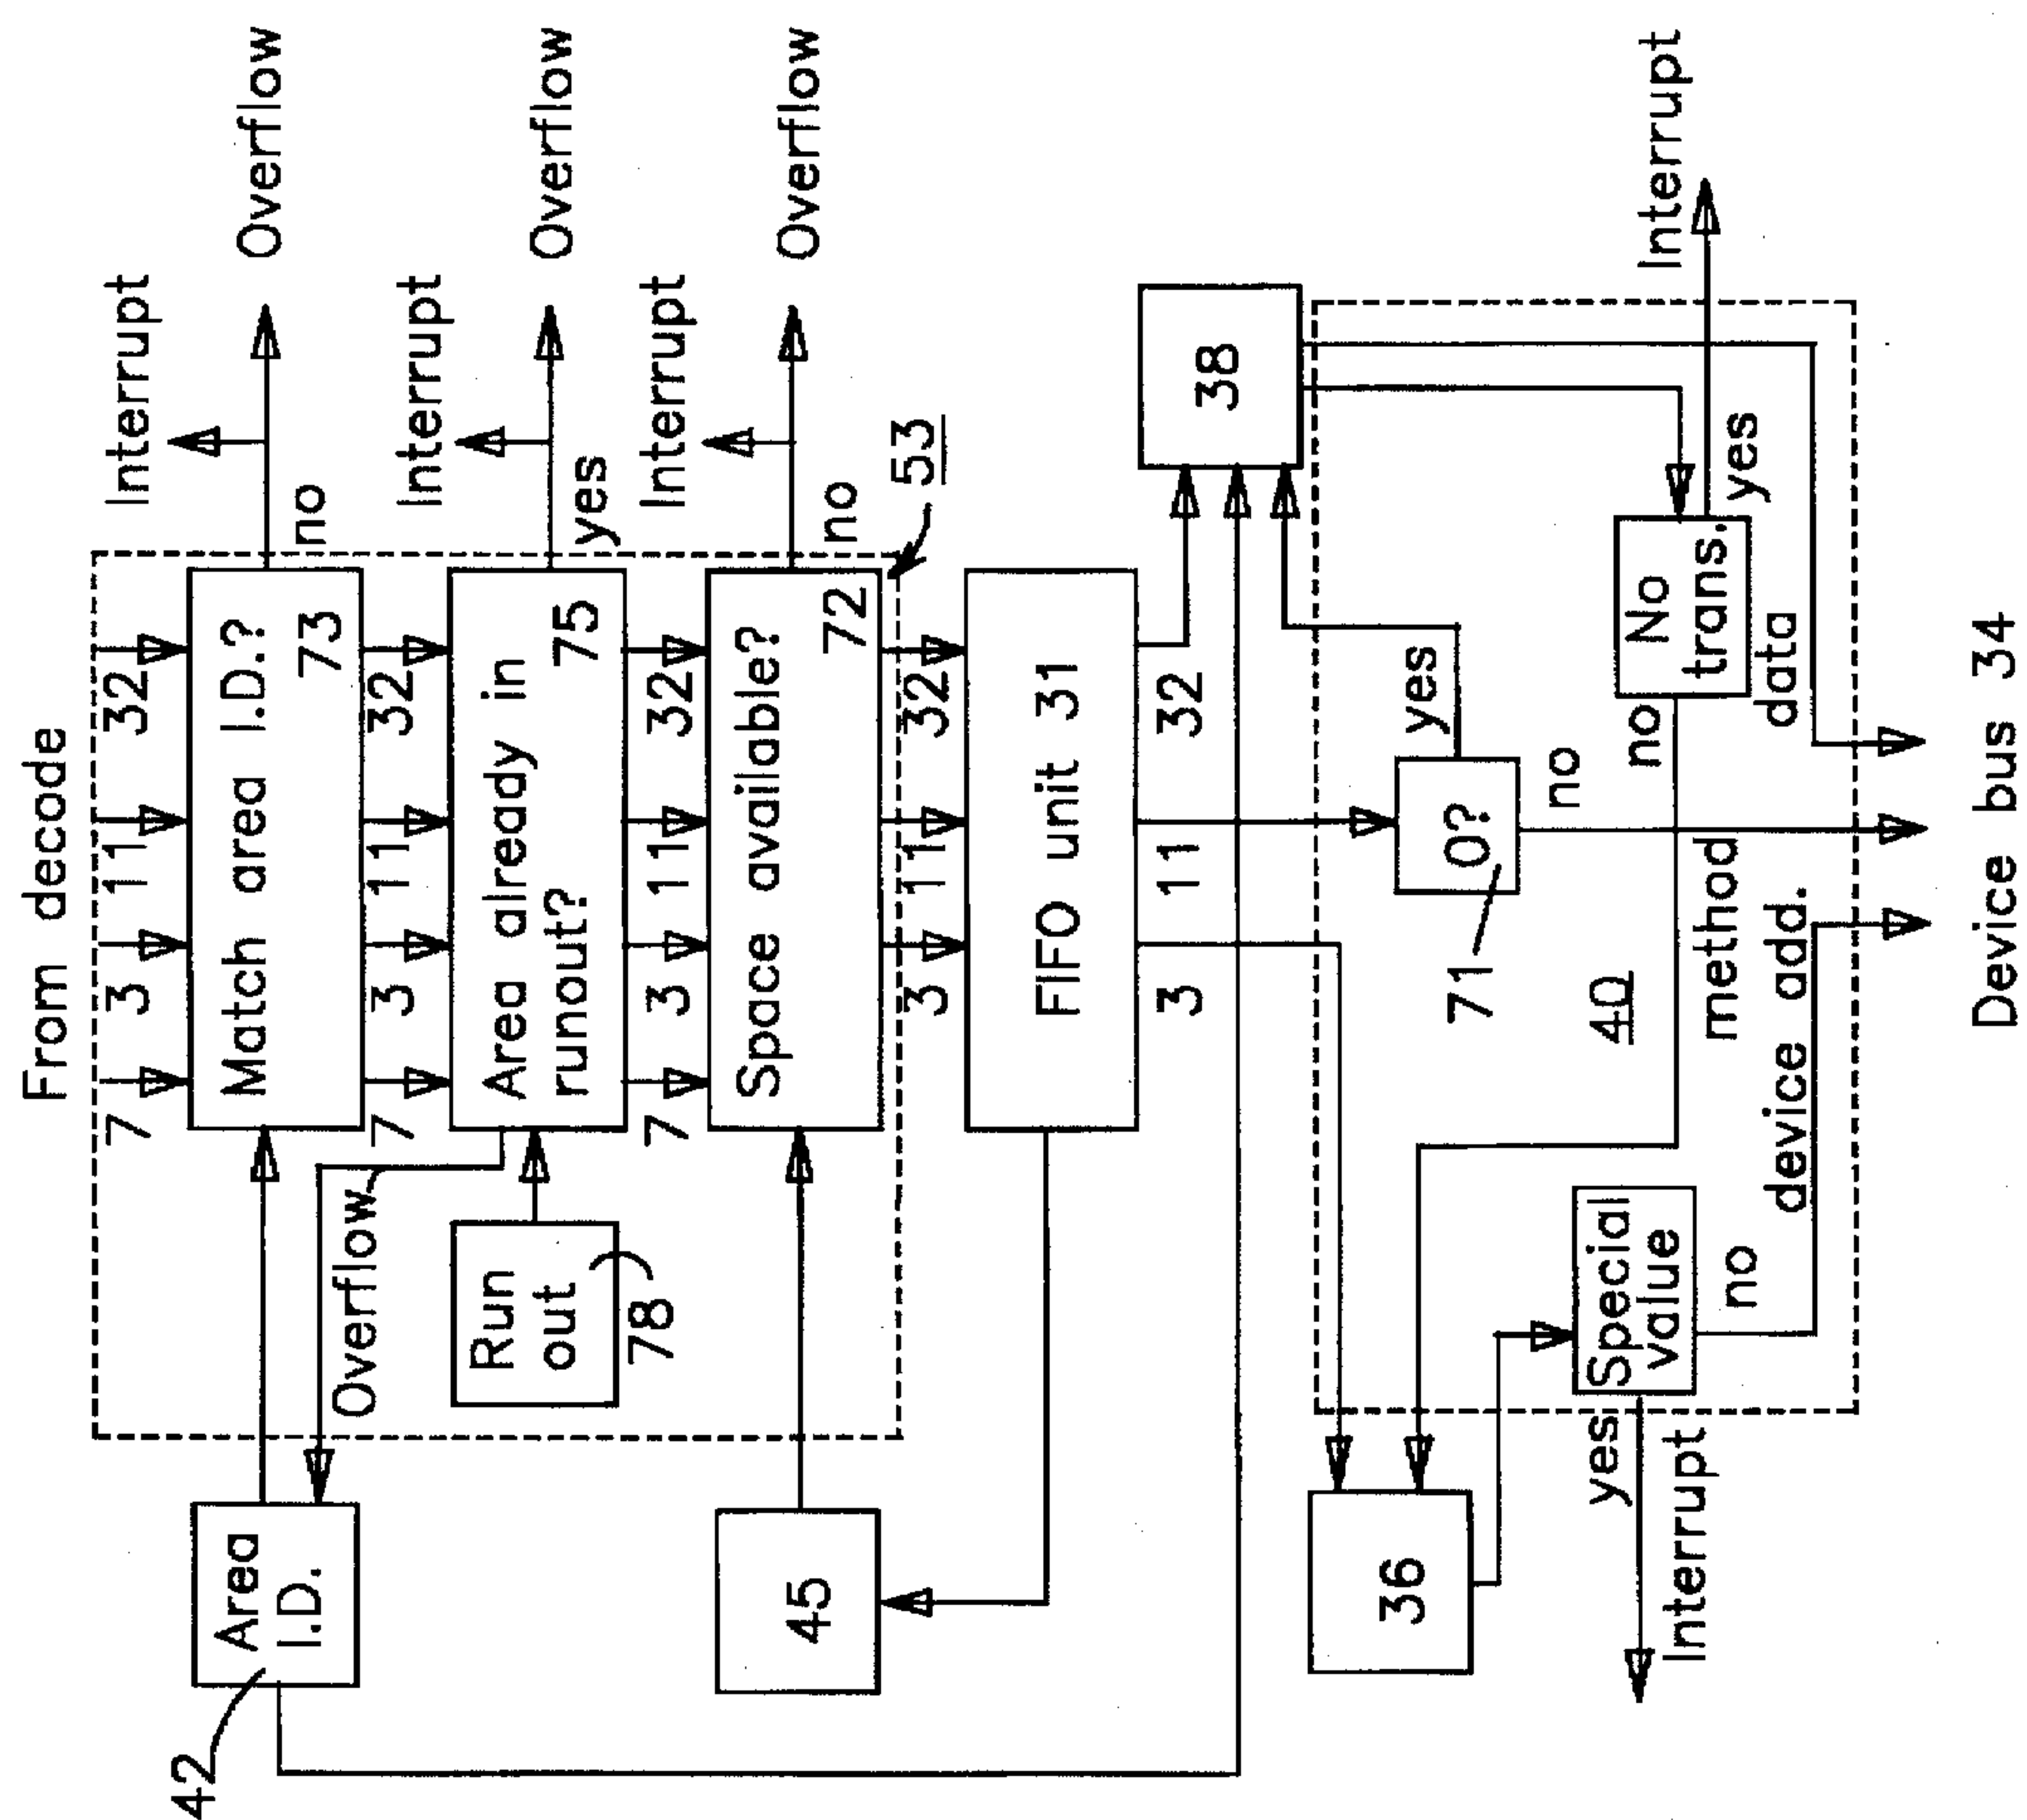 From decode
7 3 11 32
Interrupt
Match area I.D.?
73
no
Overflow
Area
I.D.
42
7 3 11 32
Interrupt
Overflow
Area already in
runout?
75
yes
Overflow
Run
out
78
7 3 11 32
Interrupt
Space available?
72
no
Overflow
53
45
3 11 32
FIFO unit 31
3 11 32
38
36
0?
yes
no
71
40
No
trans.
yes
Interrupt
no
data
method
device add.
Special
value
no
yes
Interrupt
Device bus 34